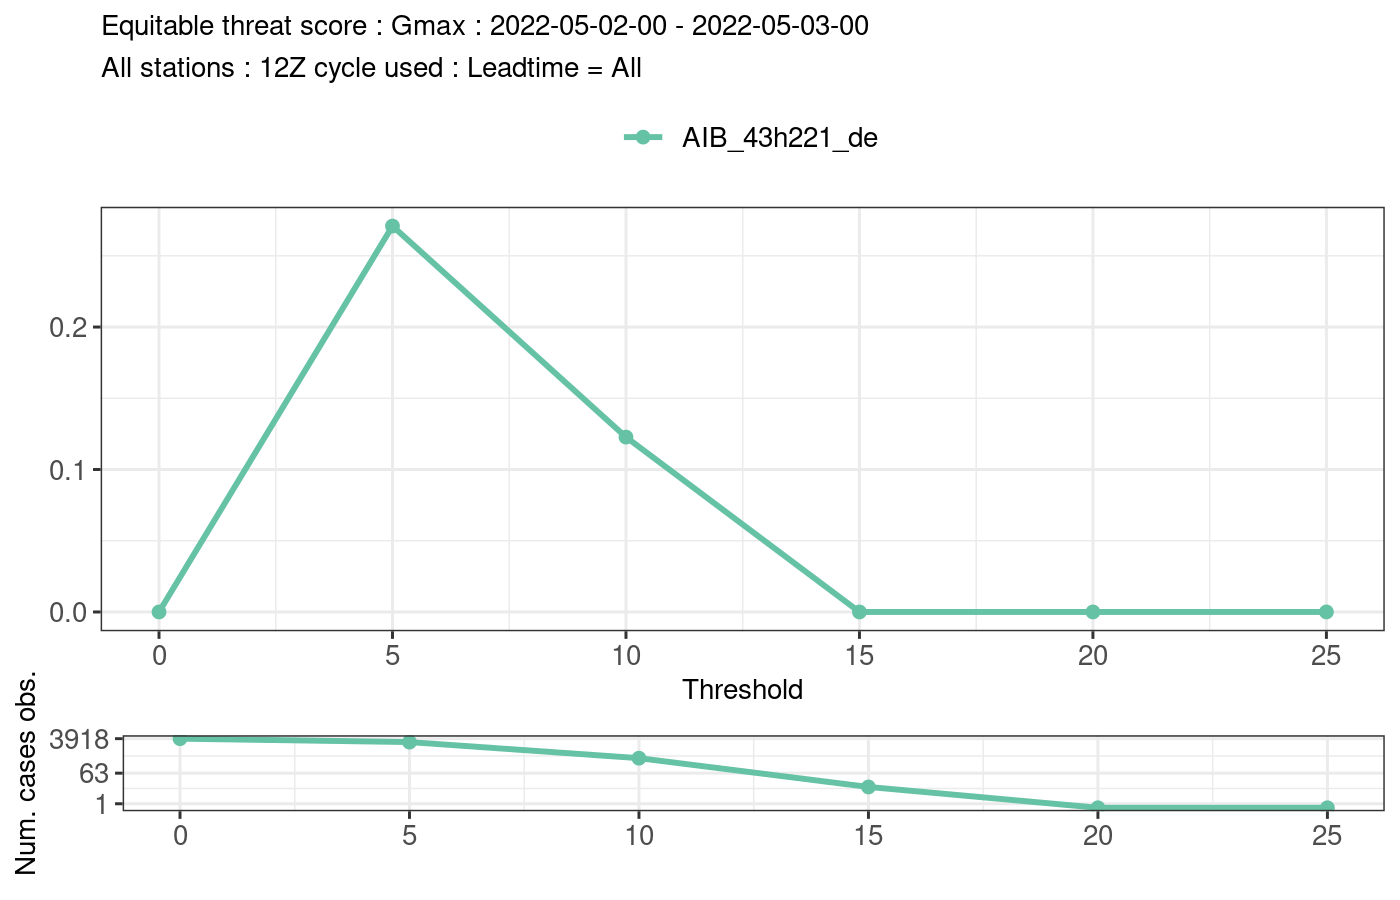 Equitable threat score : Gmax : 2022-05-02-00 - 2022-05-03-00
All stations : 12Z cycle used : Leadtime = All
AIB_43h221_de
0.2
0.1
0.0
0 5 10 15 20 25
Threshold
Num. cases obs.
3918
63
1
0 5 10 15 20 25